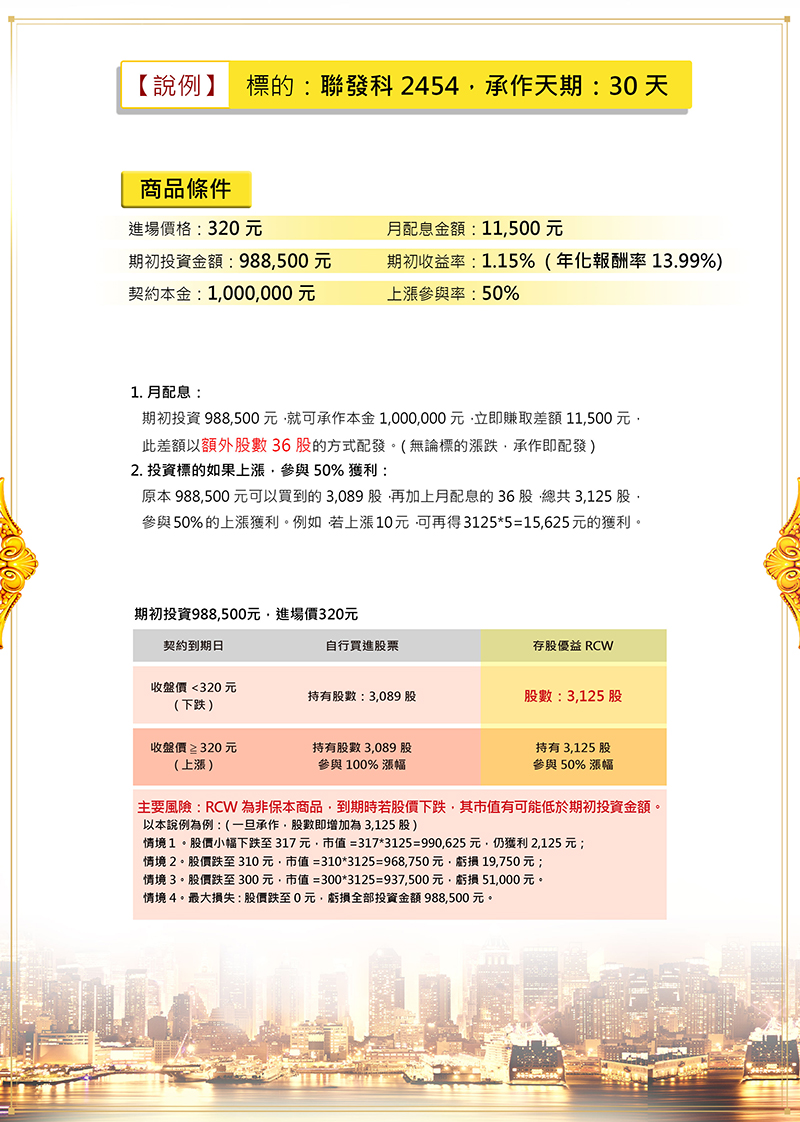 【說例】 標的：聯發科 2454，承作天期：30 天
商品條件
進場價格：320 元 月配息金額：11,500 元
期初投資金額：988,500 元 期初收益率：1.15% ( 年化報酬率 13.99%)
契約本金：1,000,000 元 上漲參與率：50%
1. 月配息：
期初投資 988,500 元，就可承作本金 1,000,000 元，立即賺取差額 11,500 元，
此差額以額外股數 36 股的方式配發。( 無論標的漲跌，承作即配發 )
2. 投資標的如果上漲，參與 50% 獲利：
原本 988,500 元可以買到的 3,089 股，再加上月配息的 36 股，總共 3,125 股，
參與 50% 的上漲獲利。例如，若上漲 10 元，可再得 3125*5=15,625 元的獲利。
期初投資988,500元，進場價320元
契約到期日 自行買進股票 存股優益 RCW
收盤價 <320 元
( 下跌 )
持有股數：3,089 股 股數：3,125 股
收盤價 ≧ 320 元 持有股數 3,089 股 持有 3,125 股
( 上漲 ) 參與 100% 漲幅 參與 50% 漲幅
主要風險：RCW 為非保本商品，到期時若股價下跌，其市值有可能低於期初投資金額。
以本說例為例：( 一旦承作，股數即增加為 3,125 股 )
情境 1 。股價小幅下跌至 317 元，市值 =317*3125=990,625 元，仍獲利 2,125 元；
情境 2。股價跌至 310 元，市值 =310*3125=968,750 元，虧損 19,750 元；
情境 3。股價跌至 300 元，市值 =300*3125=937,500 元，虧損 51,000 元。
情境 4。最大損失 : 股價跌至 0 元，虧損全部投資金額 988,500 元。